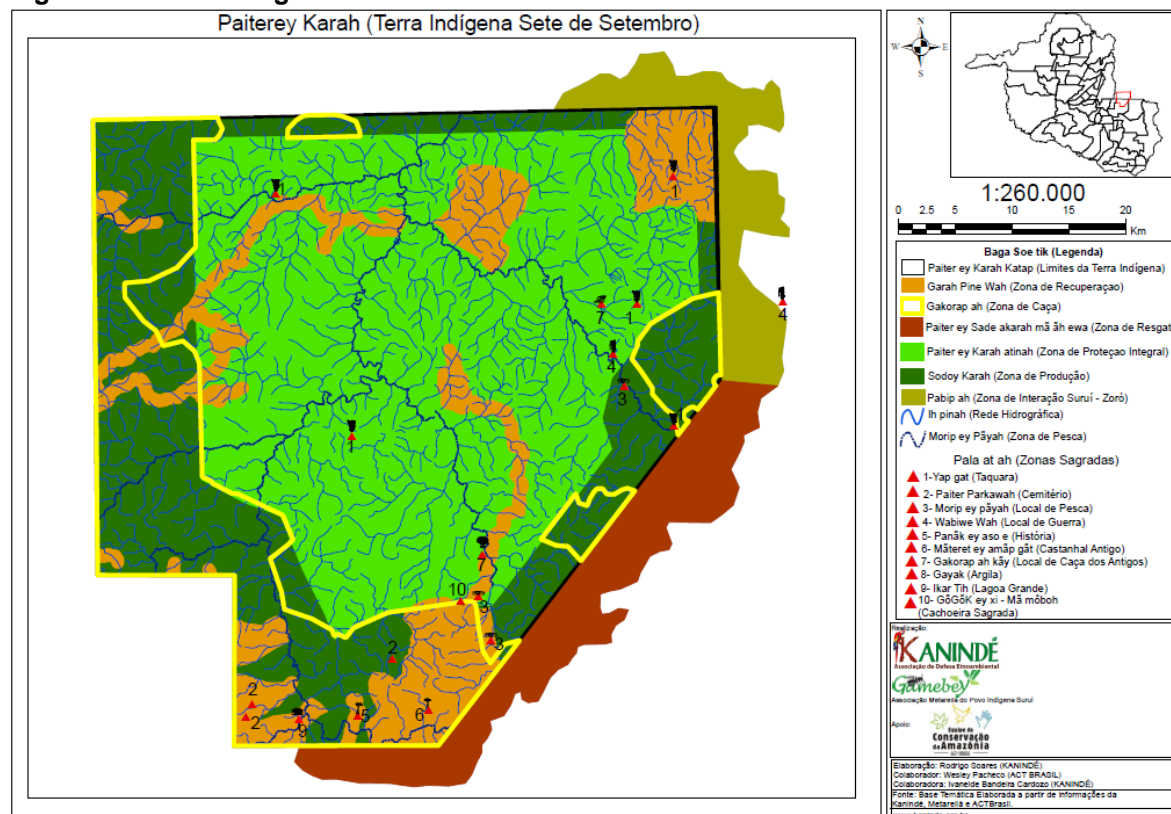 Paiterey Karah (Terra Indígena Sete de Setembro)
1
1
7
1
4
4
3
1
1
7
10
3
3
2
2
2
9
5
6
N
W
E
S
1:260.000
0 2.5 5 10 15 20
Km
Baga Soe tik (Legenda)
Paiter ey Karah Katap (Limites da Terra Indígena)
Garah Pine Wah (Zona de Recuperaçao)
Gakorap ah (Zona de Caça)
Paiter ey Sade akarah mã ãh ewa (Zona de Resgat
Paiter ey Karah atinah (Zona de Proteçao Integral)
Sodoy Karah (Zona de Produção)
Pabip ah (Zona de Interação Suruí - Zoró)
Ih pinah (Rede Hidrográfica)
Morip ey Pãyah (Zona de Pesca)
Pala at ah (Zonas Sagradas)
1-Yap gat (Taquara)
2- Paiter Parkawah (Cemitério)
3- Morip ey pãyah (Local de Pesca)
4- Wabiwe Wah (Local de Guerra)
5- Panãk ey aso e (História)
6- Mãteret ey amãp gãt (Castanhal Antigo)
7- Gakorap ah kãy (Local de Caça dos Antigos)
8- Gayak (Argila)
9- Ikar Tih (Lagoa Grande)
10- GõGõK ey xi - Mã mõboh
(Cachoeira Sagrada)
Realização:
KANINDÉ
Associação de Defesa Etnoambiental
Gamebey
Associação Metareila do Povo Indígena Suruí
Apoio:
Equipe de
Conservação
da Amazônia
ACT BRASIL
Elaboração: Rodrigo Soares (KANINDÉ)
Colaborador: Wesley Pacheco (ACT BRASIL)
Colaboradora: Ivaneide Bandeira Cardozo (KANINDÉ)
Fonte: Base Temática Elaborada a partir de informações da
Kanindé, Metareilá e ACTBrasil.